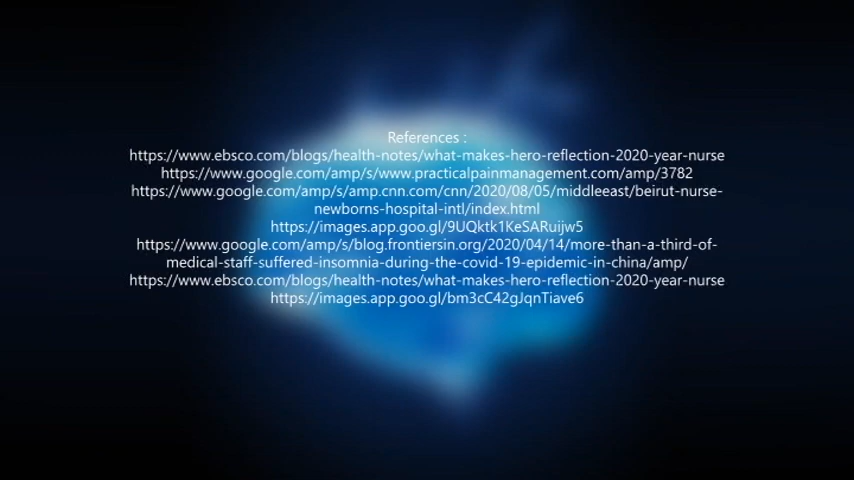 References :
https://www.ebsco.com/blogs/health-notes/what-makes-hero-reflection-2020-year-nurse
https://www.google.com/amp/s/www.practicalpainmanagement.com/amp/3782
https://www.google.com/amp/s/amp.cnn.com/cnn/2020/08/05/middleeast/beirut-nurse-
newborns-hospital-intl/index.html
https://images.app.goo.gl/9UQktk1KeSARuijw5
https://www.google.com/amp/s/blog.frontiersin.org/2020/04/14/more-than-a-third-of-
medical-staff-suffered-insomnia-during-the-covid-19-epidemic-in-china/amp/
https://www.ebsco.com/blogs/health-notes/what-makes-hero-reflection-2020-year-nurse
https://images.app.goo.gl/bm3cC42gJqnTiave6